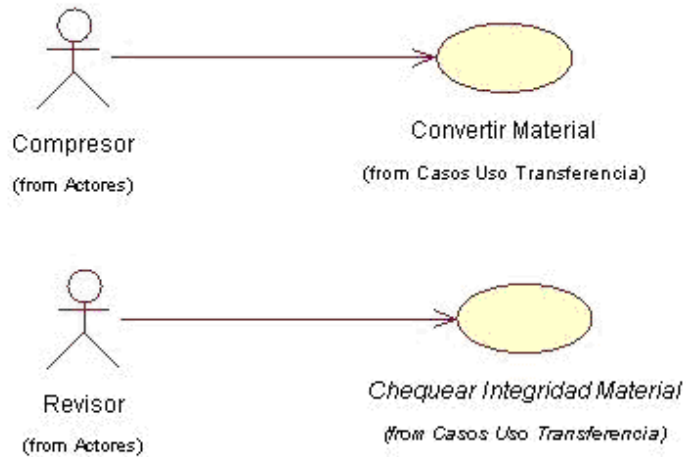 Compresor
(from Actores)
Convertir Material
(from Casos Uso Transferencia)
Revisor
(from Actores)
Chequear Integridad Material
(from Casos Uso Transferencia)